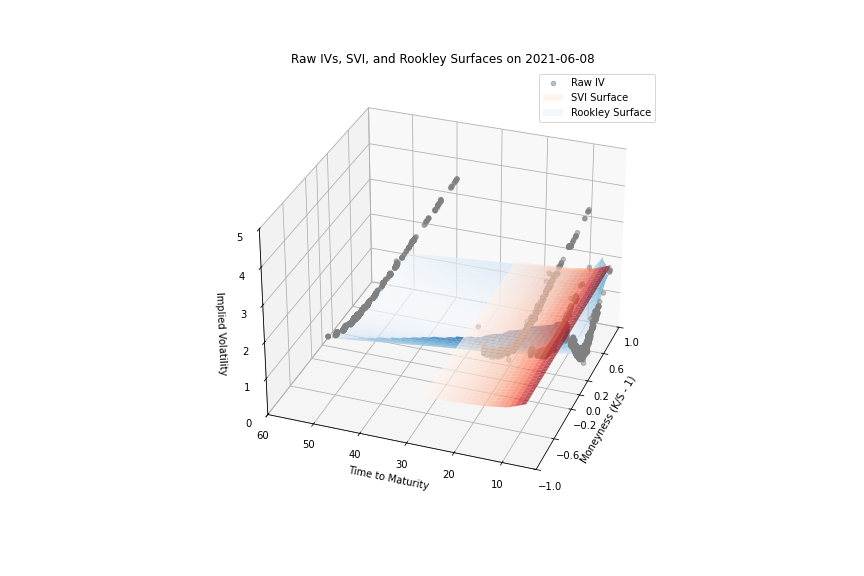 Raw IVs, SVI, and Rookley Surfaces on 2021-06-08
Raw IV
SVI Surface
Rookley Surface
5
4
3
2
1
0
Implied Volatility
60
50
40
30
20
10
Time to Maturity
1.0
0.6
0.2
0.0
−0.2
−0.6
−1.0
Moneyness (K/S - 1)